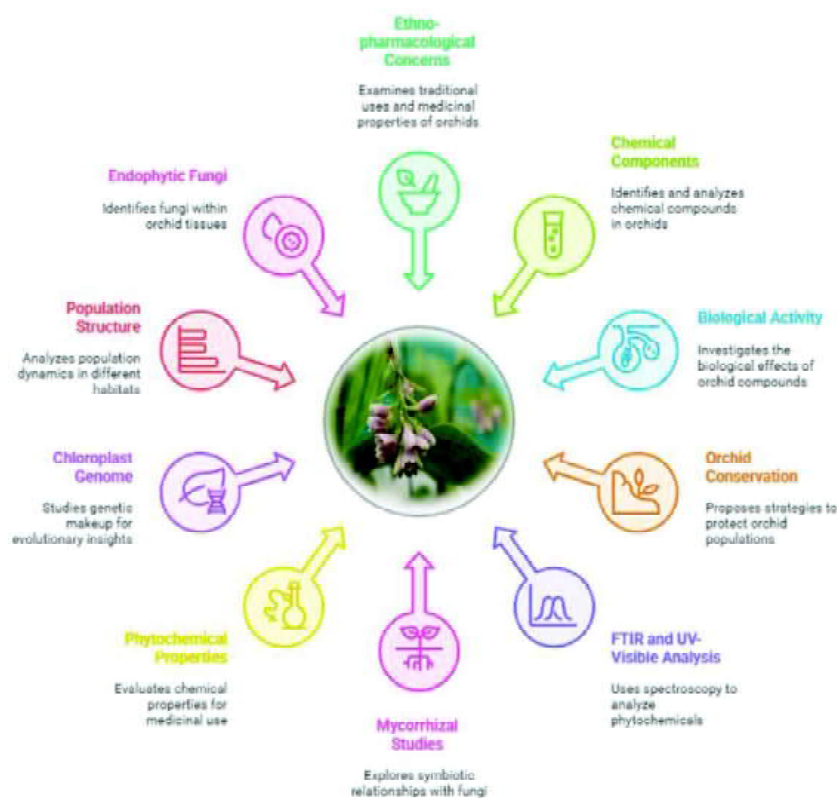 Ethno-
pharmacological
Concerns
Examines traditional
uses and medicinal
properties of orchids
Chemical
Components
Identifies and analyzes
chemical compounds
in orchids
Biological Activity
Investigates the
biological effects of
orchid compounds
Orchid
Conservation
Proposes strategies to
protect orchid
populations
FTIR and UV-
Visible Analysis
Uses spectroscopy to
analyze
phytochemicals
Mycorrhizal
Studies
Explores symbiotic
relationships with fungi
Phytochemical
Properties
Evaluates chemical
properties for
medicinal use
Chloroplast
Genome
Studies genetic
makeup for
evolutionary insights
Population
Structure
Analyzes population
dynamics in different
habitats
Endophytic Fungi
Identifies fungi within
orchid tissues